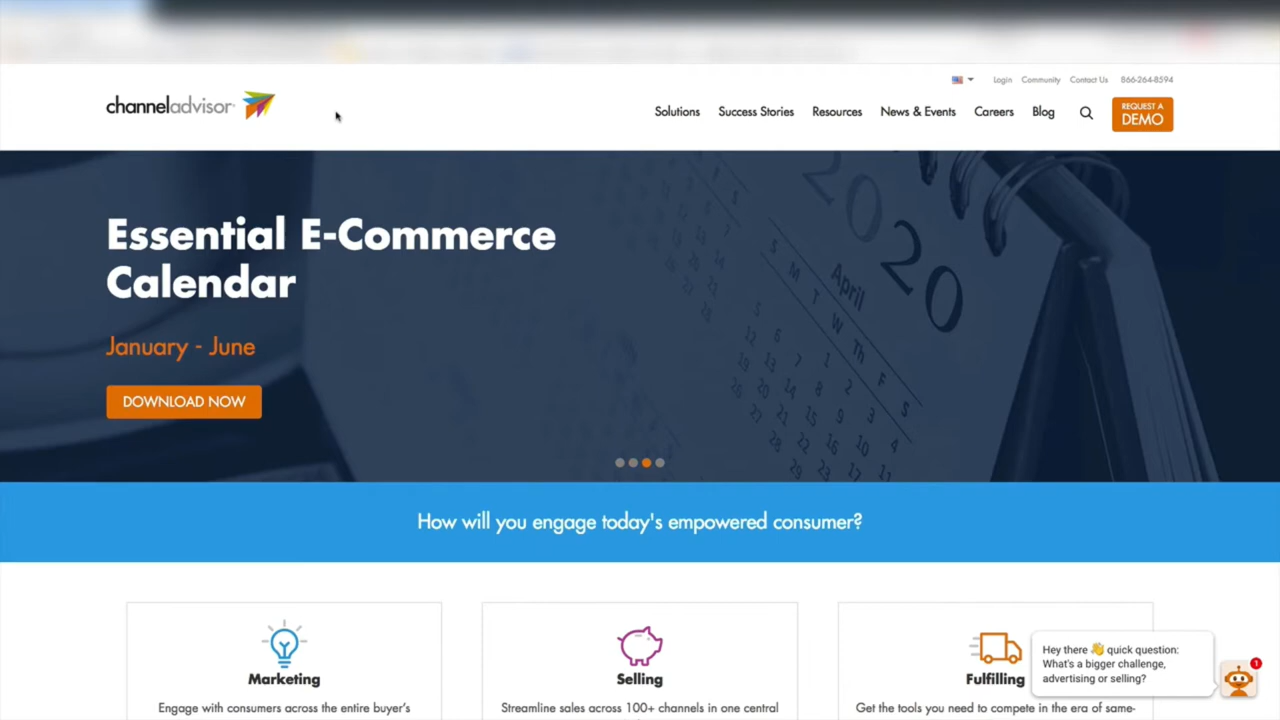 Login Community Contact Us 866-264-8594
channeladvisor
Solutions Success Stories Resources News & Events Careers Blog
REQUEST A
DEMO
Essential E-Commerce
Calendar
January - June
DOWNLOAD NOW
2020
2020
April
S M T W Th F S
How will you engage today's empowered consumer?
Marketing
Engage with consumers across the entire buyer's
Selling
Streamline sales across 100+ channels in one central
Fulfilling
Get the tools you need to compete in the era of same-
Hey there 👋 quick question:
What's a bigger challenge,
advertising or selling?
1